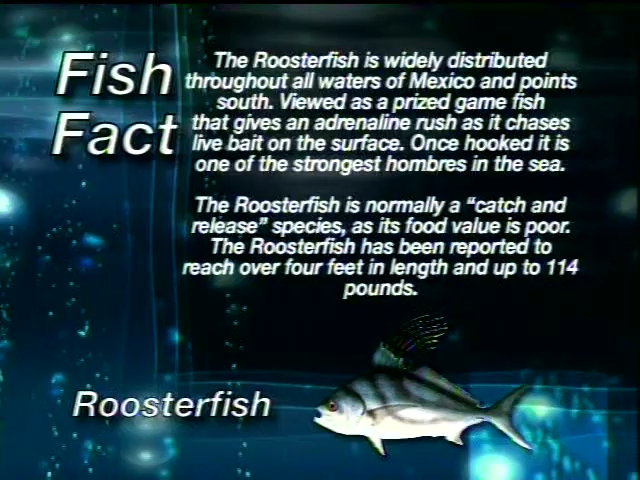 Fish
Fact
The Roosterfish is widely distributed
throughout all waters of Mexico and points
south. Viewed as a prized game fish
that gives an adrenaline rush as it chases
live bait on the surface. Once hooked it is
one of the strongest hombres in the sea.
The Roosterfish is normally a “catch and
release” species, as its food value is poor.
The Roosterfish has been reported to
reach over four feet in length and up to 114
pounds.
Roosterfish